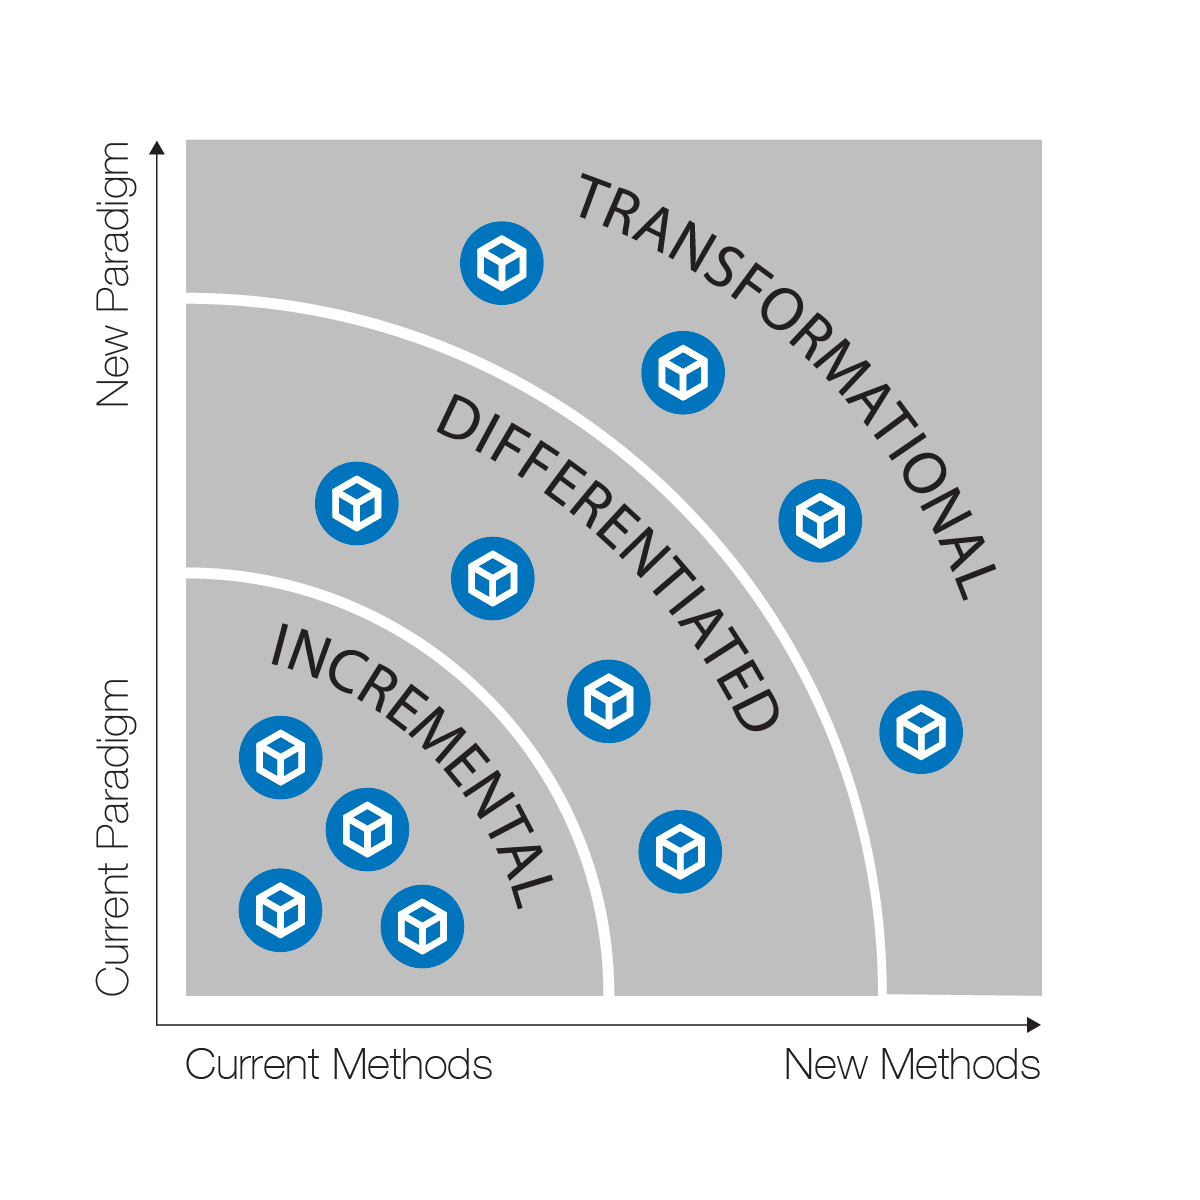 New Paradigm
Current Paradigm
TRANSFORMATIONAL
DIFFERENTIATED
INCREMENTAL
Current Methods
New Methods